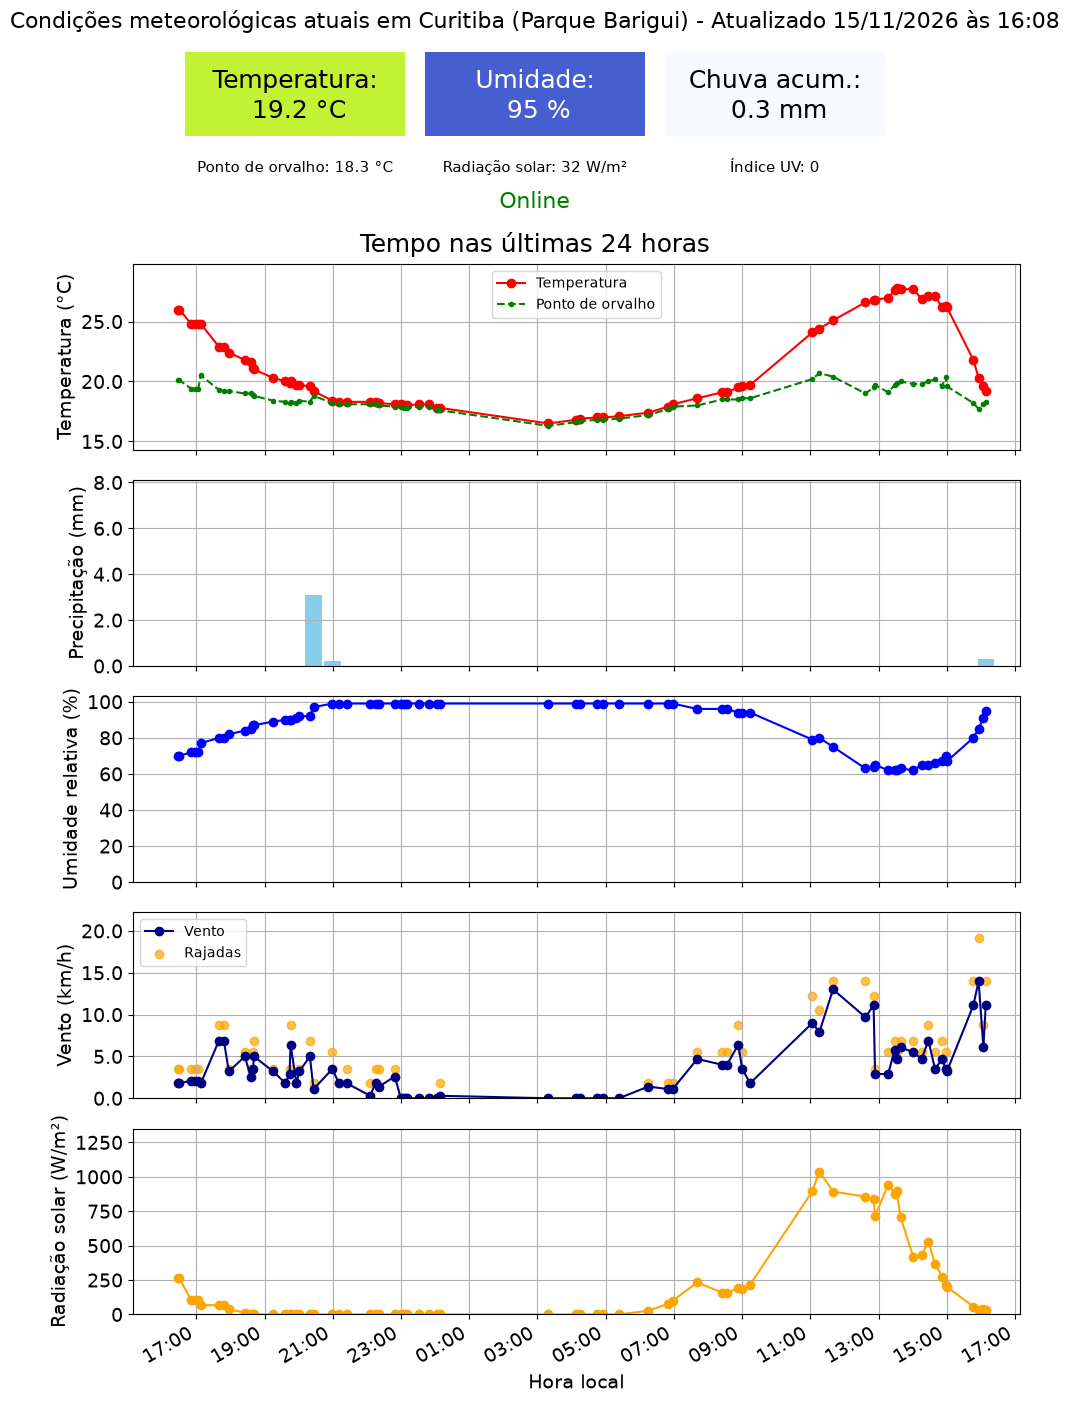 Condições meteorológicas atuais em Curitiba (Parque Barigui) - Atualizado 15/11/2026 às 16:08
Temperatura:
19.2 °C
Umidade:
95 %
Chuva acum.:
0.3 mm
Ponto de orvalho: 18.3 °C
Radiação solar: 32 W/m²
Índice UV: 0
Online
Tempo nas últimas 24 horas
Temperatura (°C)
25.0
20.0
15.0
Temperatura
Ponto de orvalho
Precipitação (mm)
8.0
6.0
4.0
2.0
0.0
Umidade relativa (%)
100
80
60
40
20
0
Vento (km/h)
20.0
15.0
10.0
5.0
0.0
Vento
Rajadas
Radiação solar (W/m²)
1250
1000
750
500
250
0
17:00
19:00
21:00
23:00
01:00
03:00
05:00
07:00
09:00
11:00
13:00
15:00
17:00
Hora local